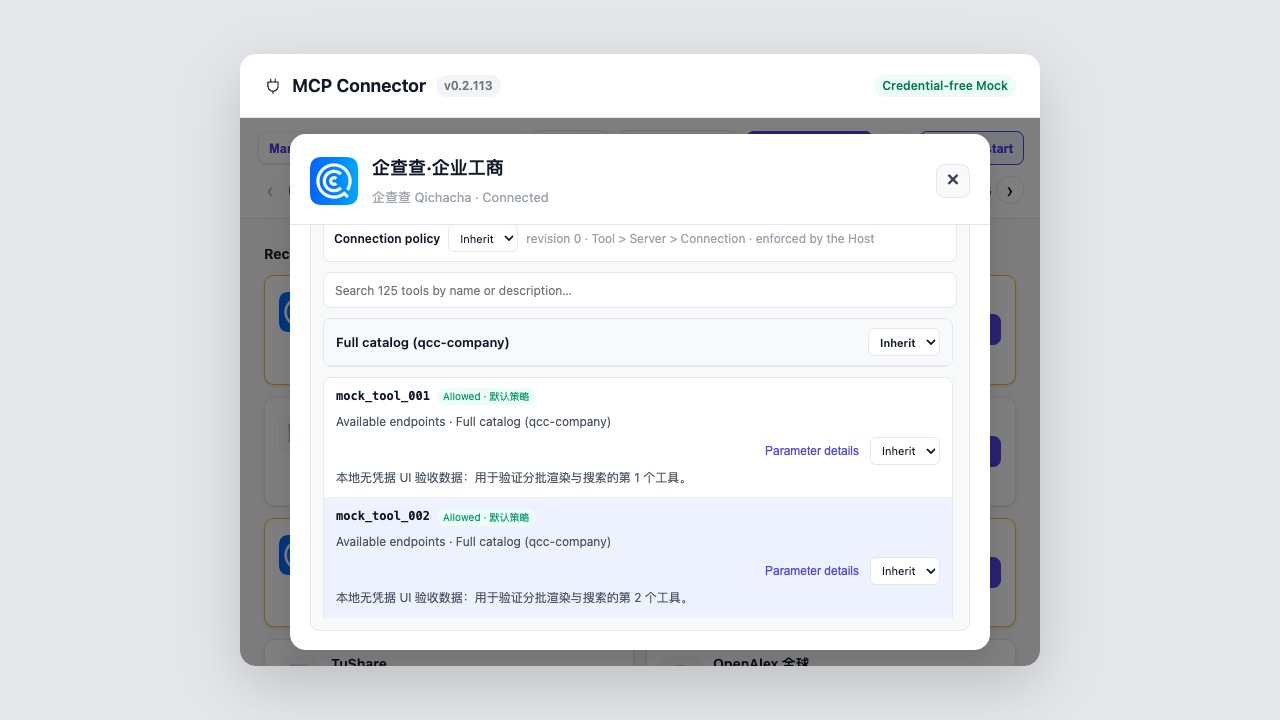 MCP Connector v0.2.113 Credential-free Mock
企查查·企业工商
企查查 Qichacha · Connected
Connection policy Inherit revision 0 · Tool > Server > Connection · enforced by the Host
Search 125 tools by name or description...
Full catalog (qcc-company) Inherit
mock_tool_001 Allowed · 默认策略
Available endpoints · Full catalog (qcc-company)
Parameter details Inherit
本地无凭据 UI 验收数据：用于验证分批渲染与搜索的第 1 个工具。
mock_tool_002 Allowed · 默认策略
Available endpoints · Full catalog (qcc-company)
Parameter details Inherit
本地无凭据 UI 验收数据：用于验证分批渲染与搜索的第 2 个工具。
TuShare OpenAlex 全球